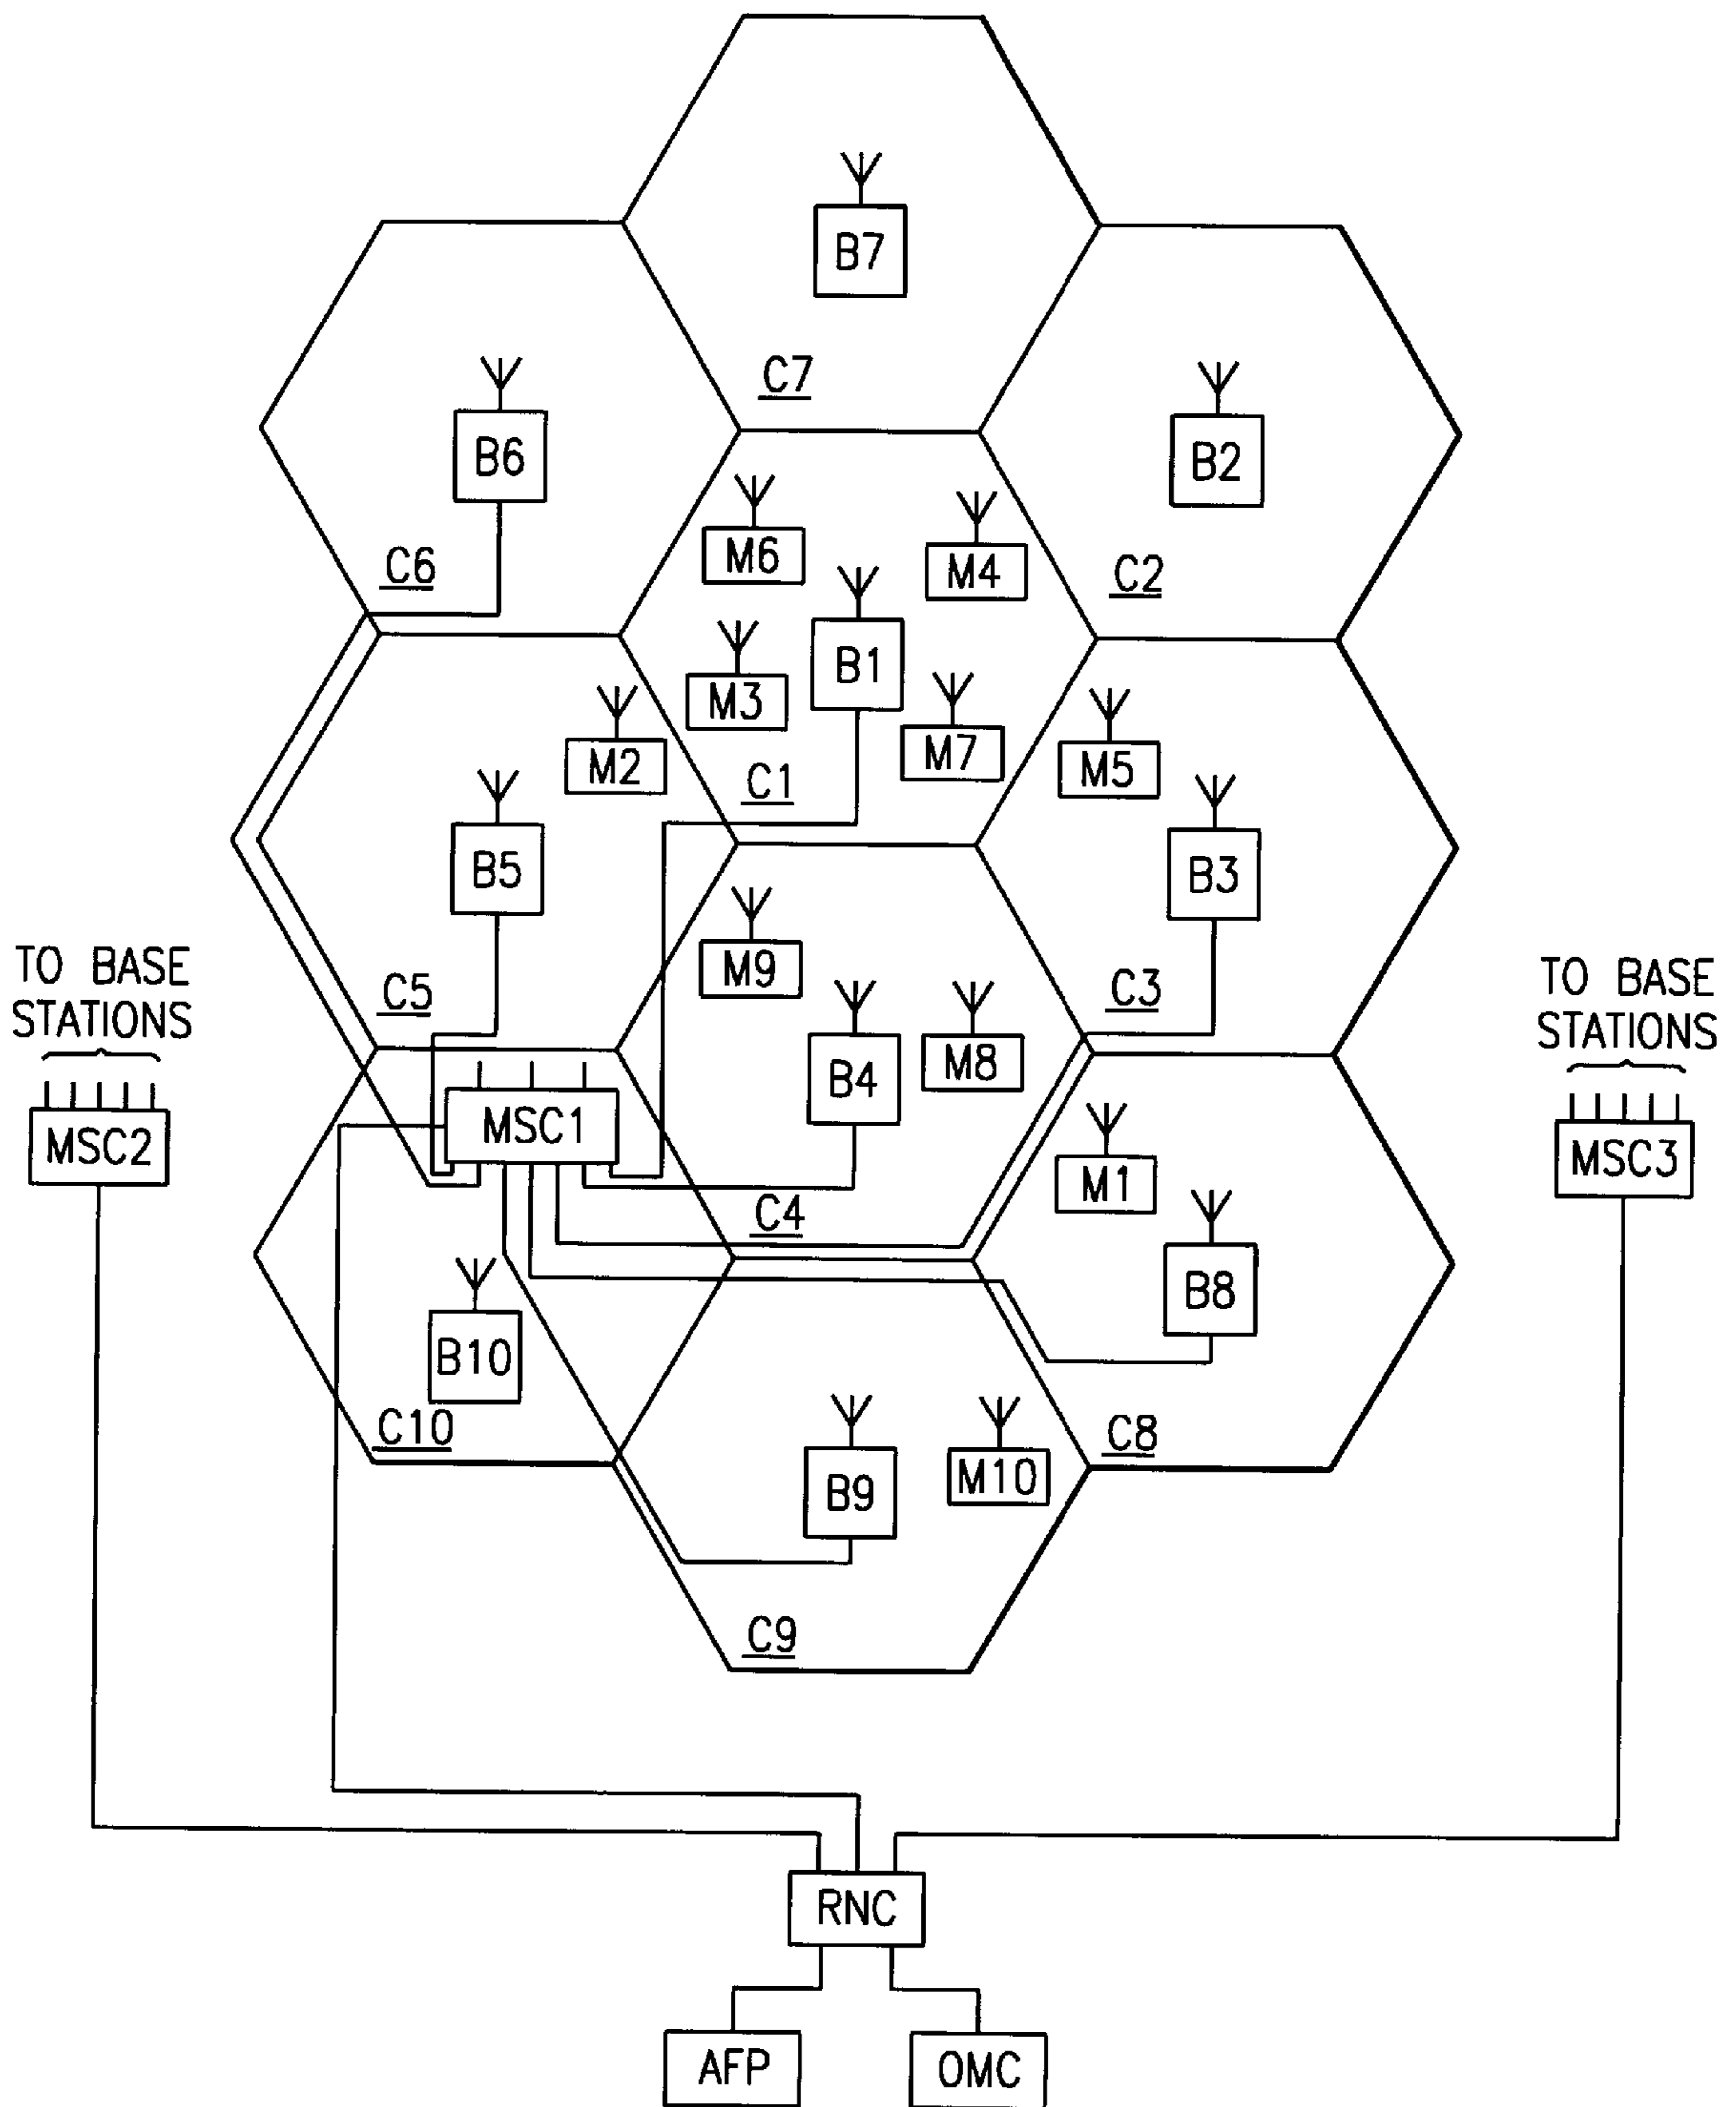 B7
C7
B6
B2
C6
M6
M4
C2
B1
M3
M2
M7
M5
C1
B5
B3
M9
C5
C3
TO BASE
STATIONS
TO BASE
STATIONS
B4
M8
MSC2
MSC1
MSC3
M1
C4
B8
B10
C10
C8
B9
M10
C9
RNC
AFP
OMC